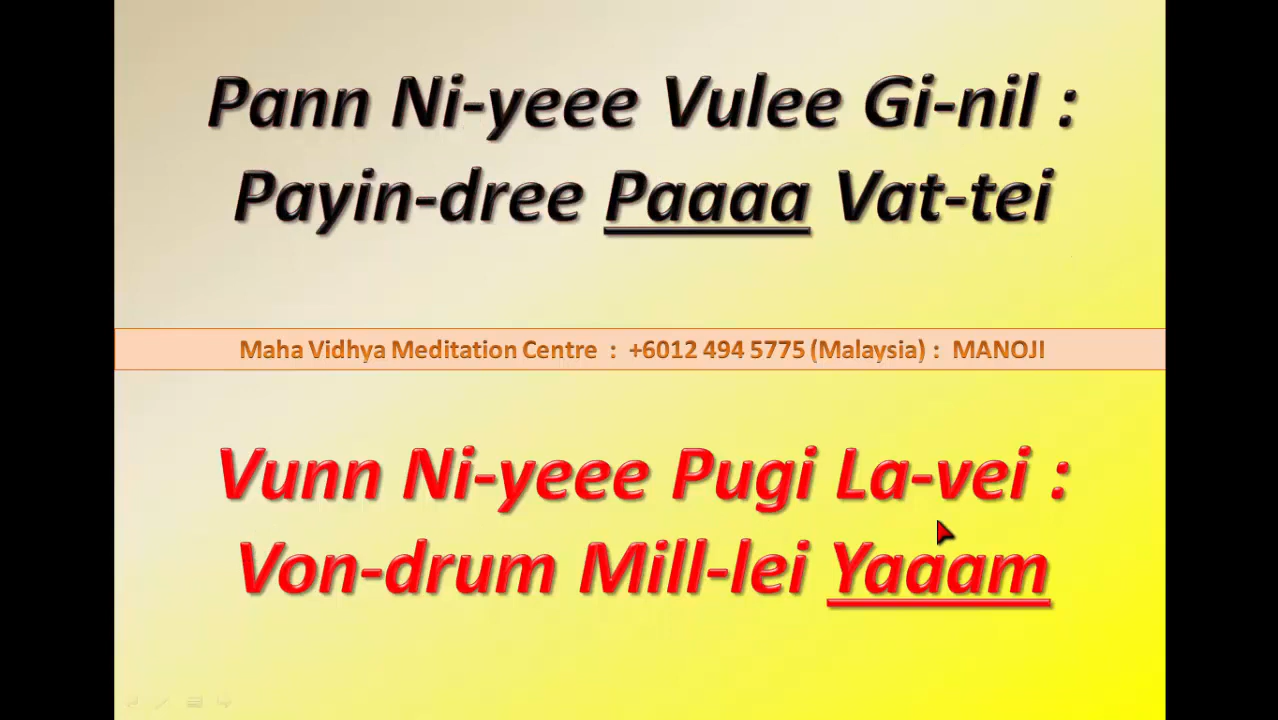 Pann Ni-yeee Vulee Gi-nil :
Payin-dree Paaaa Vat-tei
Maha Vidhya Meditation Centre : +6012 494 5775 (Malaysia) : MANOJI
Vunn Ni-yeee Pugi La-vei :
Von-drum Mill-lei Yaaam